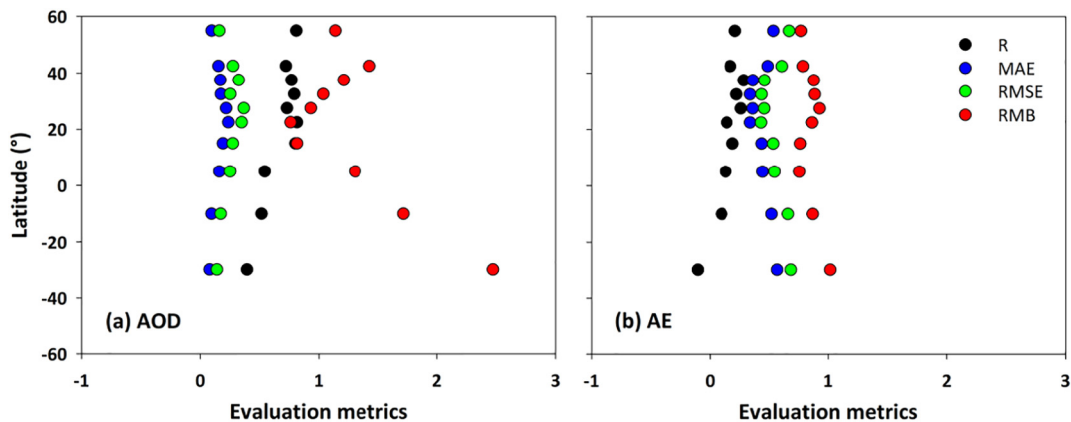 Latitude (°)
60
40
20
0
-20
-40
-60
(a) AOD
-1 0 1 2 3
Evaluation metrics
R
MAE
RMSE
RMB
(b) AE
-1 0 1 2 3
Evaluation metrics